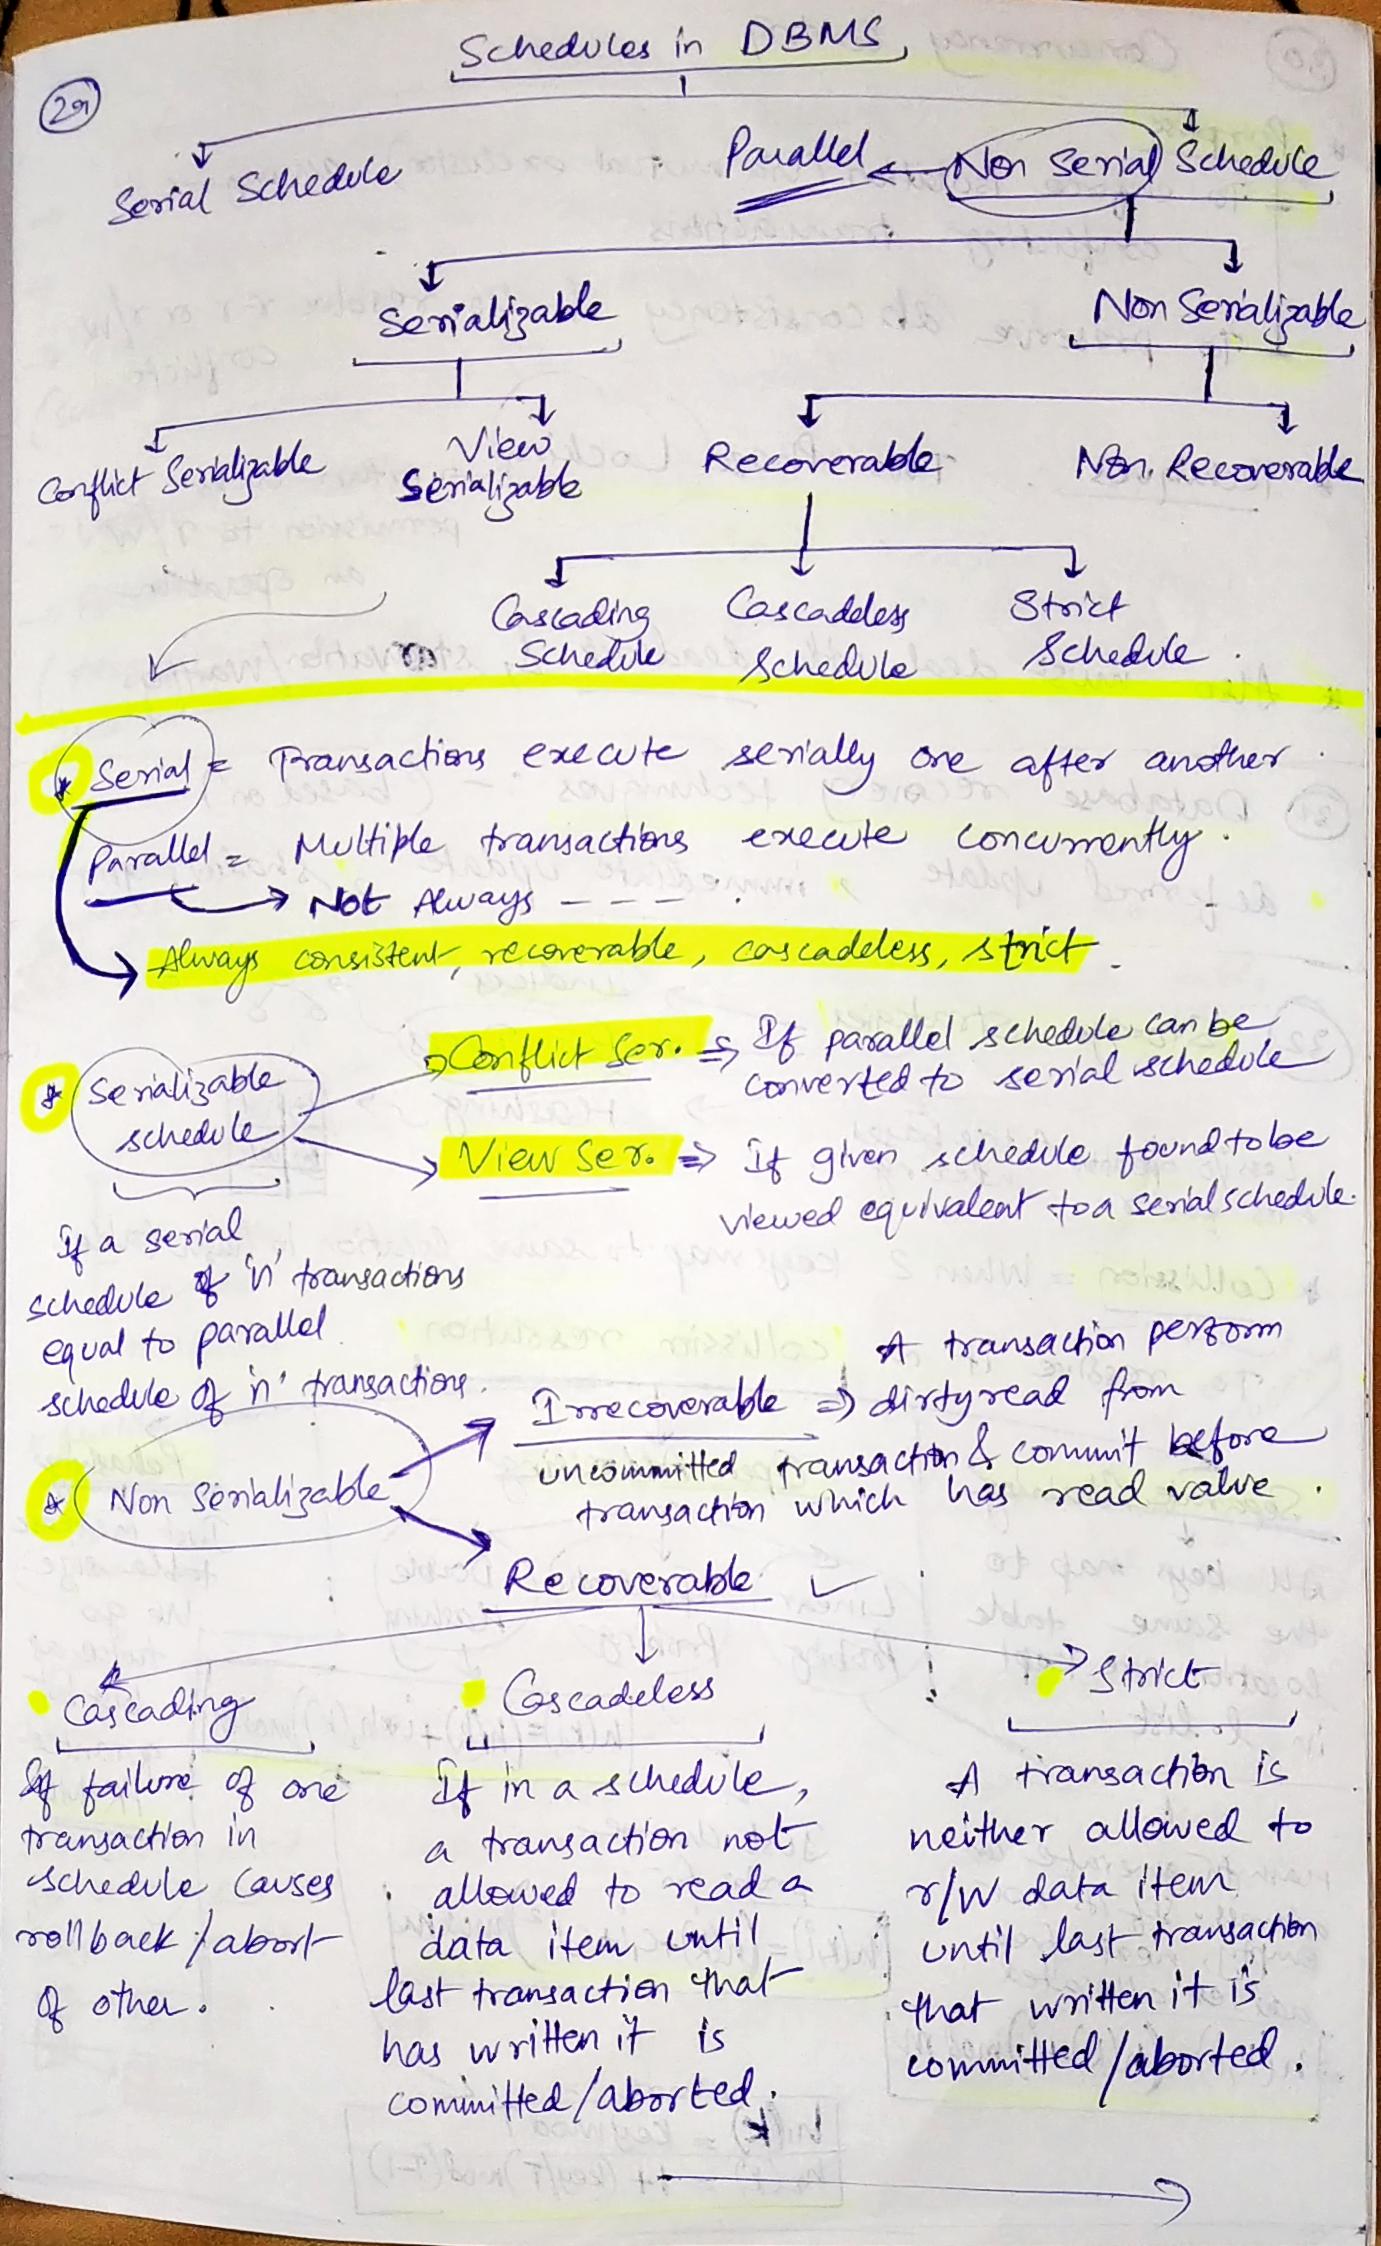 Schedules in DBMS
29
Serial Schedule
Parallel ← Non Serial Schedule
Serializable
Non Serializable
Conflict Serializable
View
Serializable
Recoverable
Non. Recoverable
Cascading
Schedule
Cascadeless
Schedule
Strict
Schedule.
* Serial = Transactions execute serially one after another.
Parallel = Multiple transactions execute concurrently.
→ Not Always - - - - .
→ Always consistent, recoverable, cascadeless, strict.
* Serializable
schedule
Conflict Ser. ⇒ If parallel schedule can be
converted to serial schedule
View Ser. ⇒ if given schedule found to be
viewed equivalent to a serial schedule.
If a serial
schedule of 'n' transactions
equal to parallel
schedule of 'n' transactions.
* Non Serializable
Irrecoverable ⇒ A transaction perform
dirty read from
uncommitted transaction & commit before
transaction which has read value.
Recoverable ✓
Cascading
If failure of one
transaction in
schedule causes
rollback / abort
of other.
Cascadeless
If in a schedule,
a transaction not
allowed to read a
data item until
last transaction that
has written it is
committed/aborted.
Strict
A transaction is
neither allowed to
r/W data item
until last transaction
that written it is
committed/aborted.